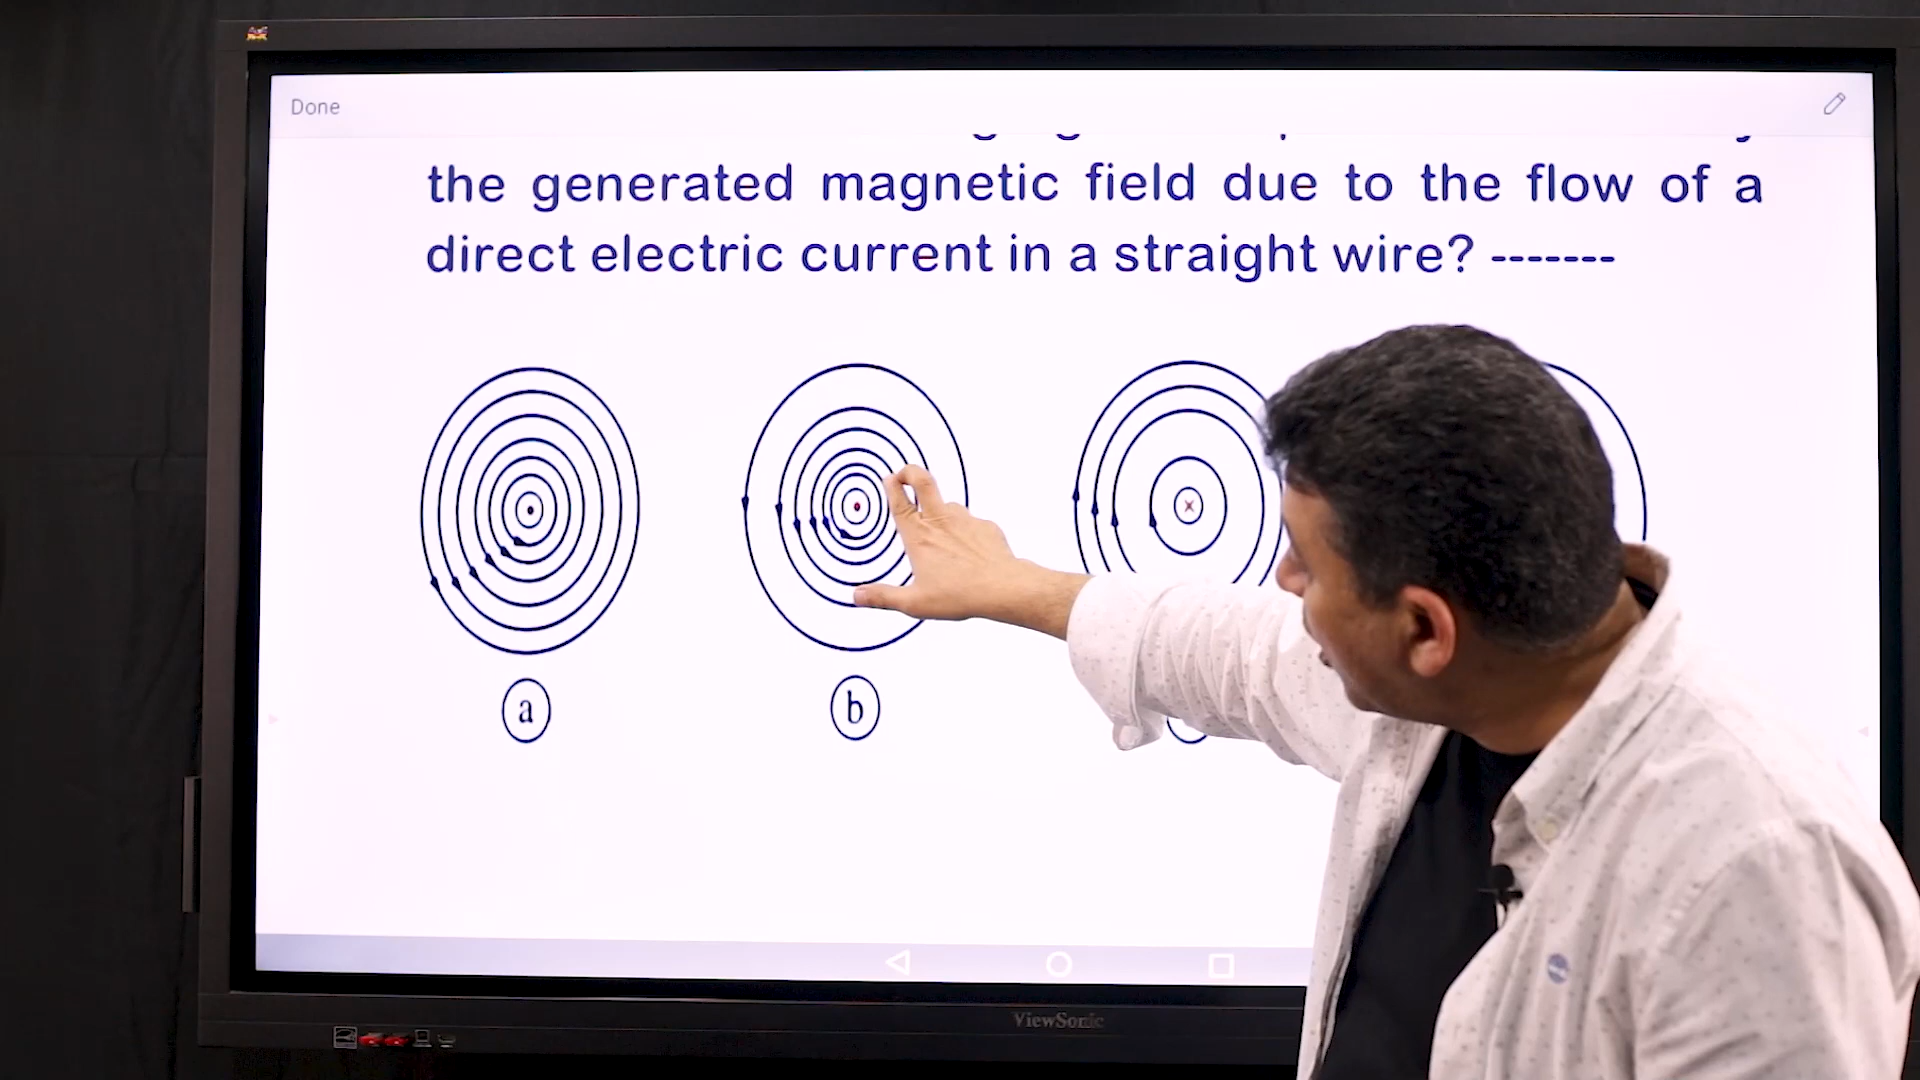 Done
the generated magnetic field due to the flow of a
direct electric current in a straight wire? -------
a
b
ViewSonic